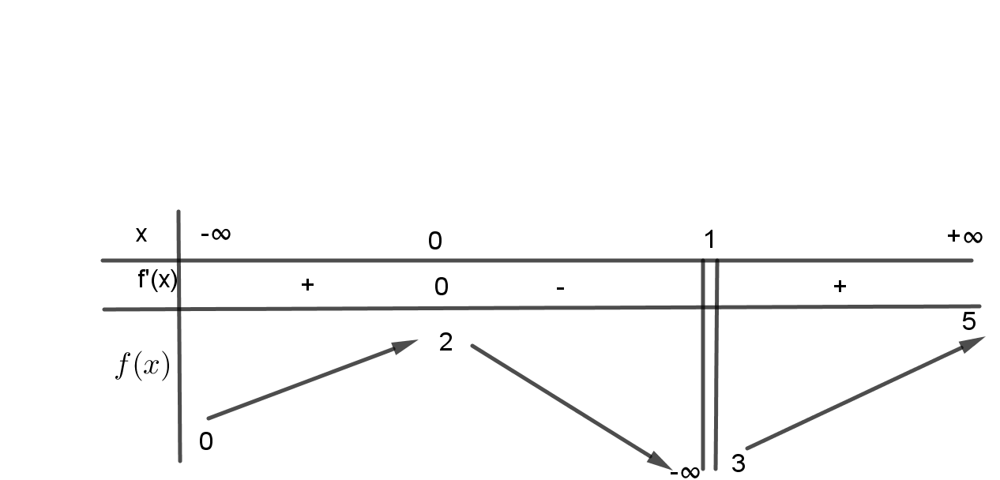 x -∞ 0 1 +∞
f'(x) + 0 - +
5
2
f(x)
0 -∞ 3